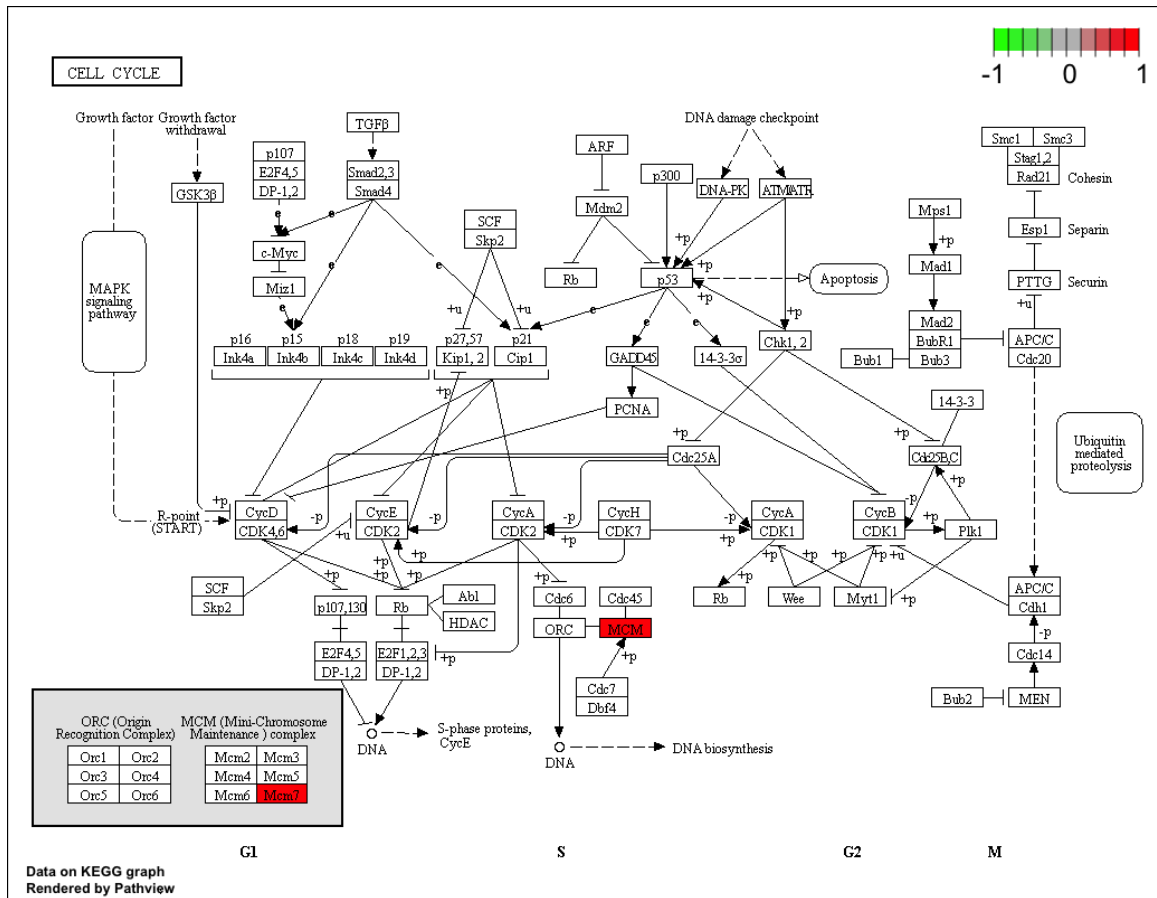 CELL CYCLE
-1 0 1
Growth factor
Growth factor
withdrawal
TGFβ
DNA damage checkpoint
Smc1 Smc3
Stag1,2
Rad21
Cohesin
p107
E2F4,5
DP-1,2
GSK3β
Smad2,3
Smad4
ARF
p300
DNA-PK
ATM/ATR
Mdm2
SCF
Skp2
Mps1
+p
Esp1
Separin
e
e
e
e
c-Myc
Miz1
e
Rb
p53
+p
+p
Apoptosis
Mad1
PTTG
Securin
+u
MAPK
signaling
pathway
+u
+u
e
e
e
+p
+p
Mad2
BubR1
Bub3
Bub1
APC/C
Cdc20
p16
Ink4a
p15
Ink4b
p18
Ink4c
p19
Ink4d
p27,57
Kip1, 2
p21
Cip1
GADD45
14-3-3σ
Chk1, 2
+p
PCNA
14-3-3
Ubiquitin
mediated
proteolysis
+p
Cdc25A
+p
Cdc25B,C
R-point
(START)
+p
CycD
CDK4,6
-p
CycE
CDK2
+u
-p
CycA
CDK2
-p
+p
CycH
CDK7
-p
+p
CycA
CDK1
CycB
CDK1
-p
+p
+p
Plk1
SCF
Skp2
+p
+p
+p
+p
+p
+p
+p
+p
+p
+u
p107,130
Rb
Abl
HDAC
Cdc6
ORC
Cdc45
MCM
Rb
Wee
Myt1
+p
APC/C
Cdh1
-p
E2F4,5
DP-1,2
E2F1,2,3
DP-1,2
+p
+p
Cdc7
Dbf4
Cdc14
Bub2
MEN
DNA
S-phase proteins,
CycE
DNA
DNA biosynthesis
ORC (Origin
Recognition Complex)
Orc1 Orc2
Orc3 Orc4
Orc5 Orc6
MCM (Mini-Chromosome
Maintenance ) complex
Mcm2 Mcm3
Mcm4 Mcm5
Mcm6 Mcm7
G1 S G2 M
Data on KEGG graph
Rendered by Pathview